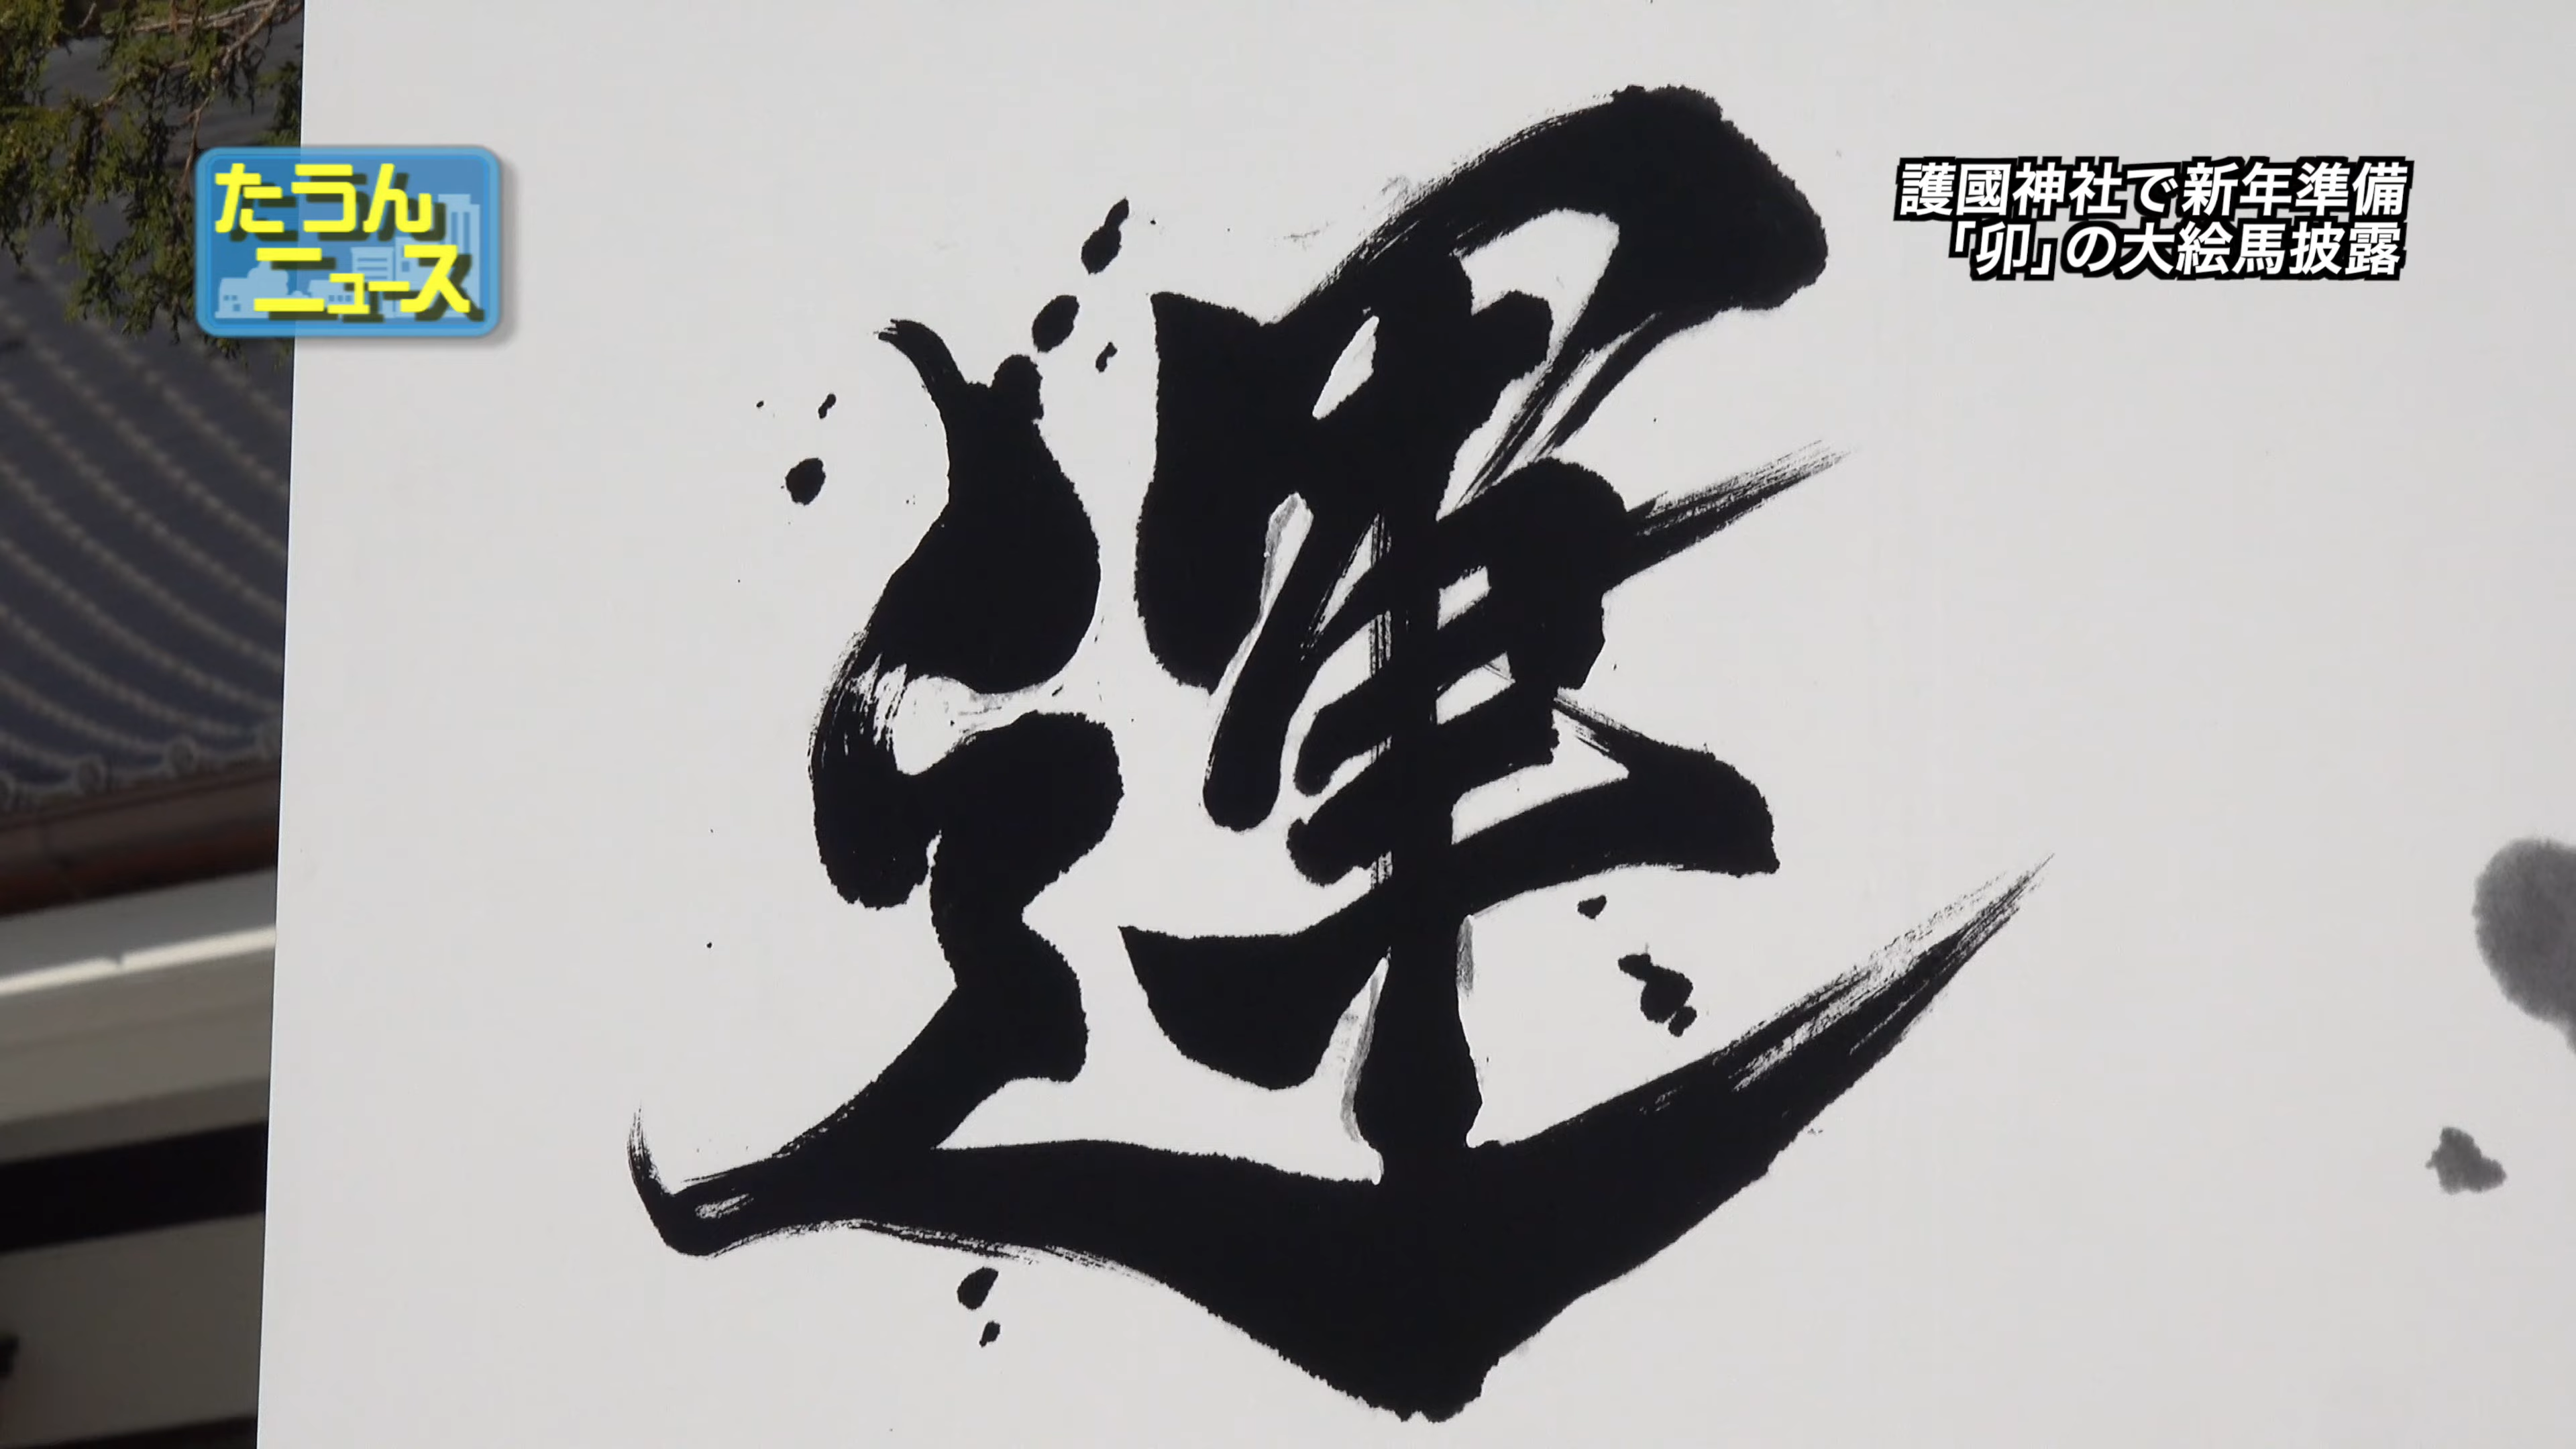 たうん
ニュース
護國神社で新年準備
「卯」の大絵馬披露
運